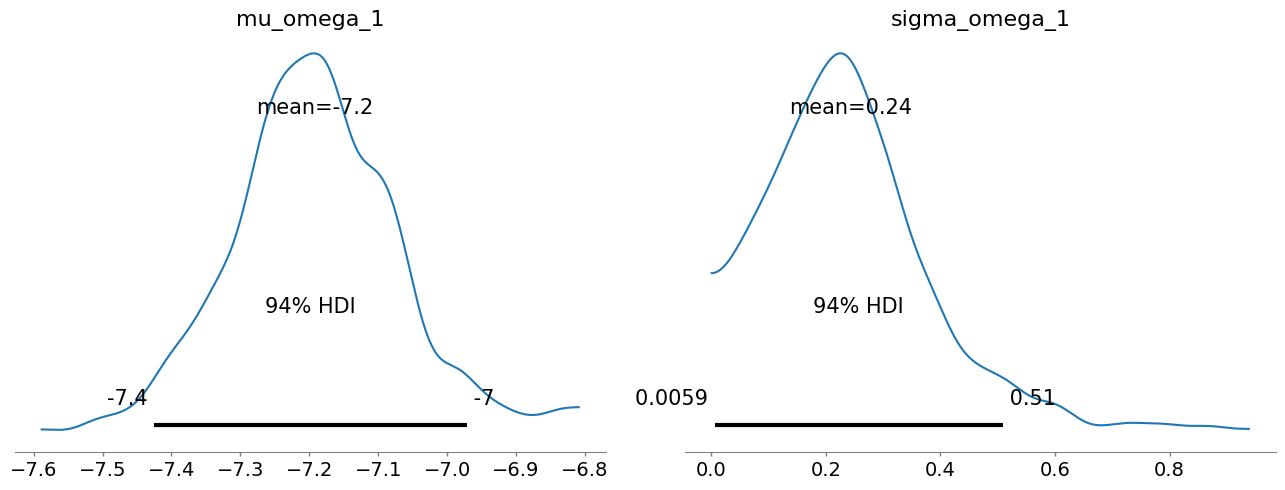 mu_omega_1
mean=-7.2
94% HDI
-7.4
-7
−7.6 −7.5 −7.4 −7.3 −7.2 −7.1 −7.0 −6.9 −6.8
sigma_omega_1
mean=0.24
94% HDI
0.0059
0.51
0.0 0.2 0.4 0.6 0.8